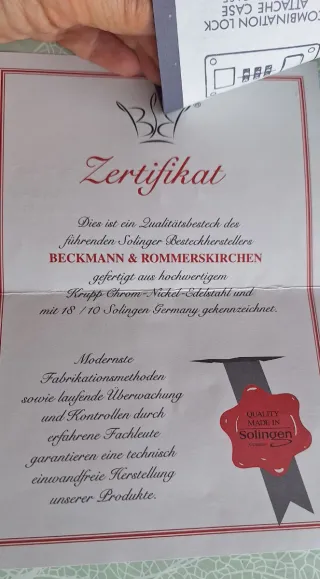 COMBINATION LOCK
ATTACHE CASE
CASE
Zertifikat
Dies ist ein Qualitätsbesteck des
führenden Solinger Besteckherstellers
BECKMANN & ROMMERSKIRCHEN
gefertigt aus hochwertigem
Krupp Chrom-Nickel-Edelstahl und
mit 18 / 10 Solingen Germany gekennzeichnet.
Modernste
Fabrikationsmethoden
sowie laufende Überwachung
und Kontrollen durch
erfahrene Fachleute
garantieren eine technisch
einwandfreie Herstellung
unserer Produkte.
QUALITY
MADE IN
Solingen